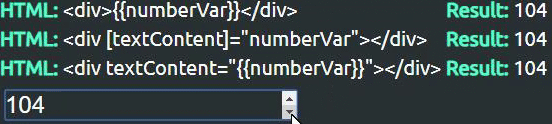 HTML: <div>{{numberVar}}</div> Result: 104
HTML: <div [textContent]="numberVar"></div> Result: 104
HTML: <div textContent="{{numberVar}}"></div> Result: 104
104